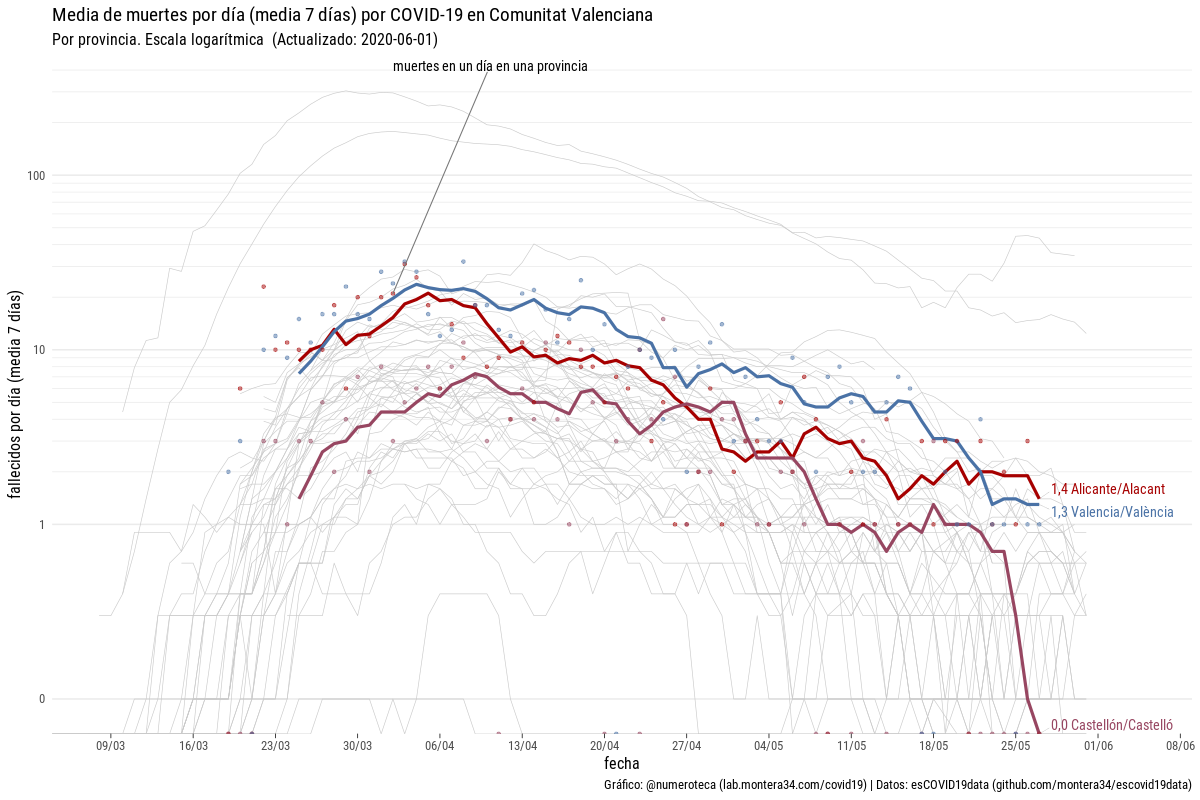 Media de muertes por día (media 7 días) por COVID-19 en Comunitat Valenciana
Por provincia. Escala logarítmica  (Actualizado: 2020-06-01)
muertes en un día en una provincia
fallecidos por día (media  7 días)
100
10
1
0
1,4 Alicante/Alacant
1,3 Valencia/València
0,0 Castellón/Castelló
09/03 16/03 23/03 30/03 06/04 13/04 20/04 27/04 04/05 11/05 18/05 25/05 01/06 08/06
fecha
Gráfico: @numeroteca (lab.montera34.com/covid19) | Datos: esCOVID19data (github.com/montera34/escovid19data)